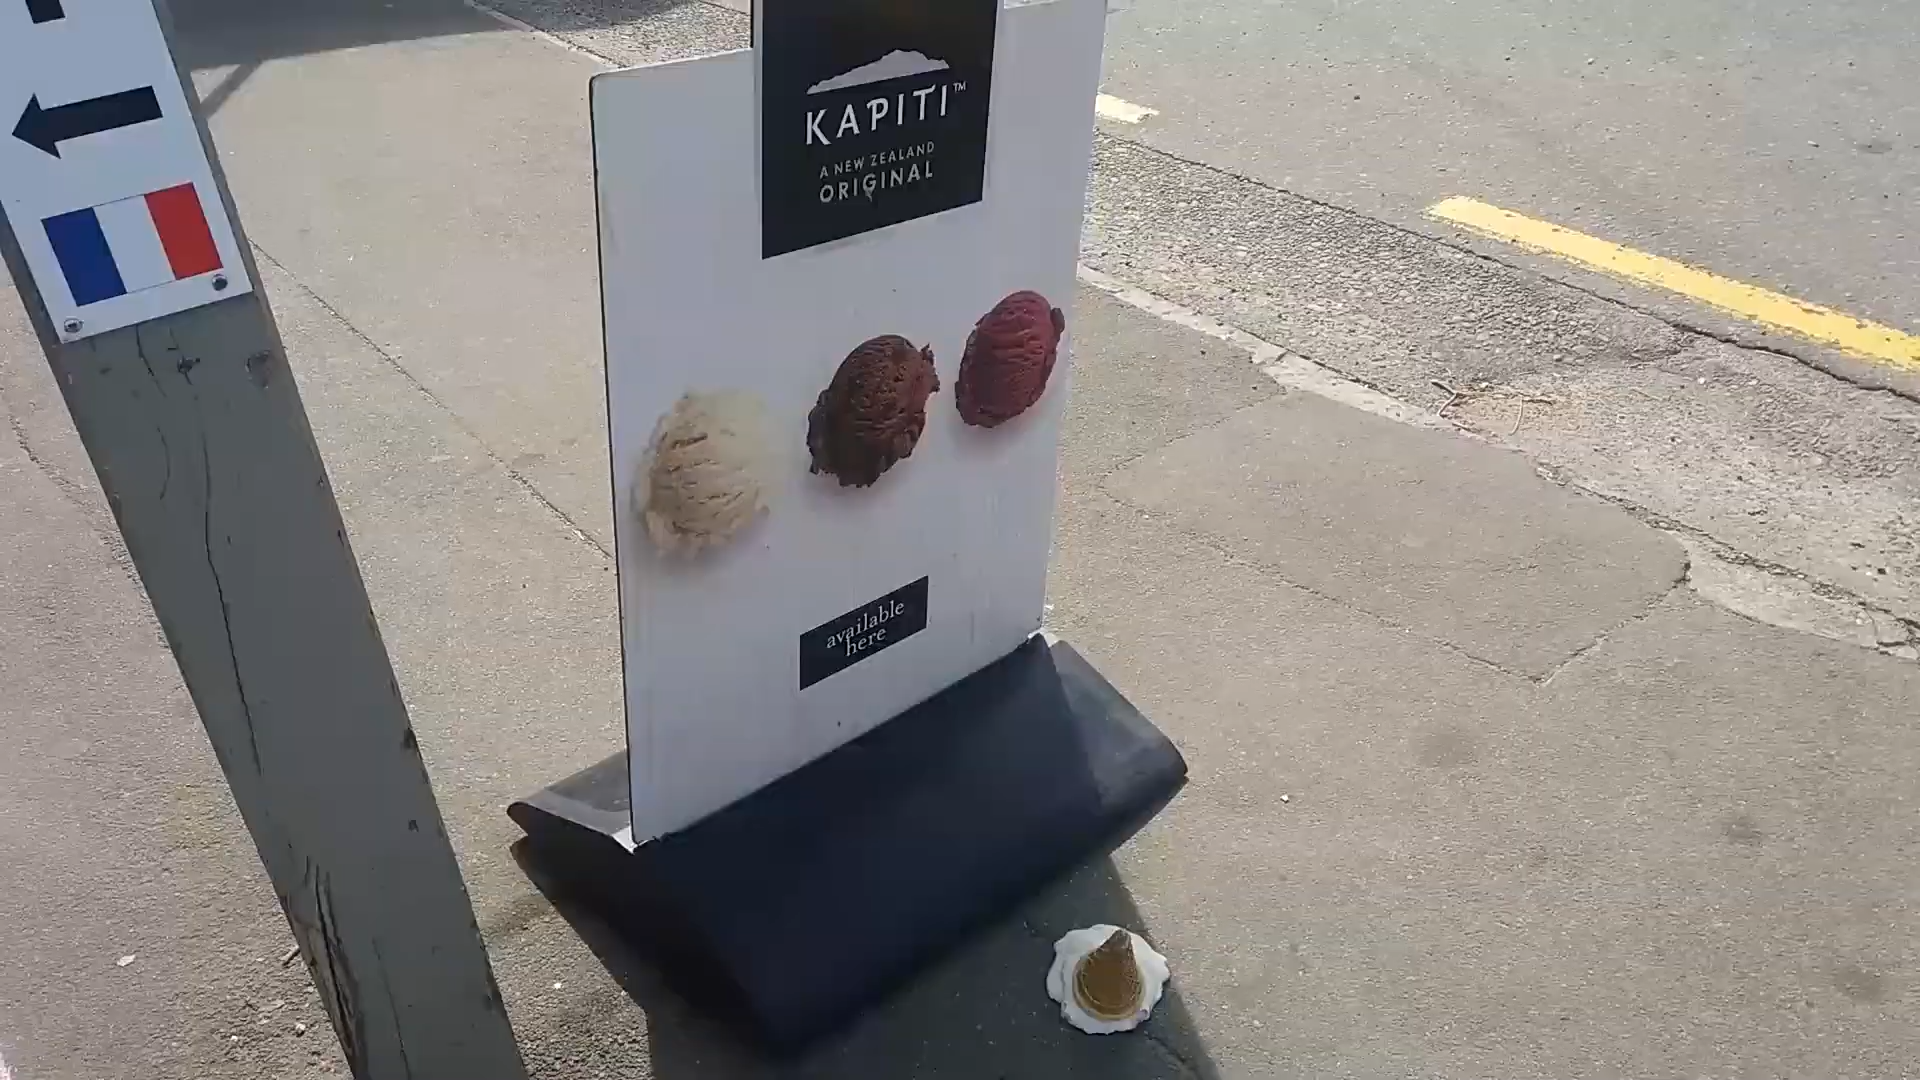 KAPITI™
A NEW ZEALAND
ORIGINAL
available
here